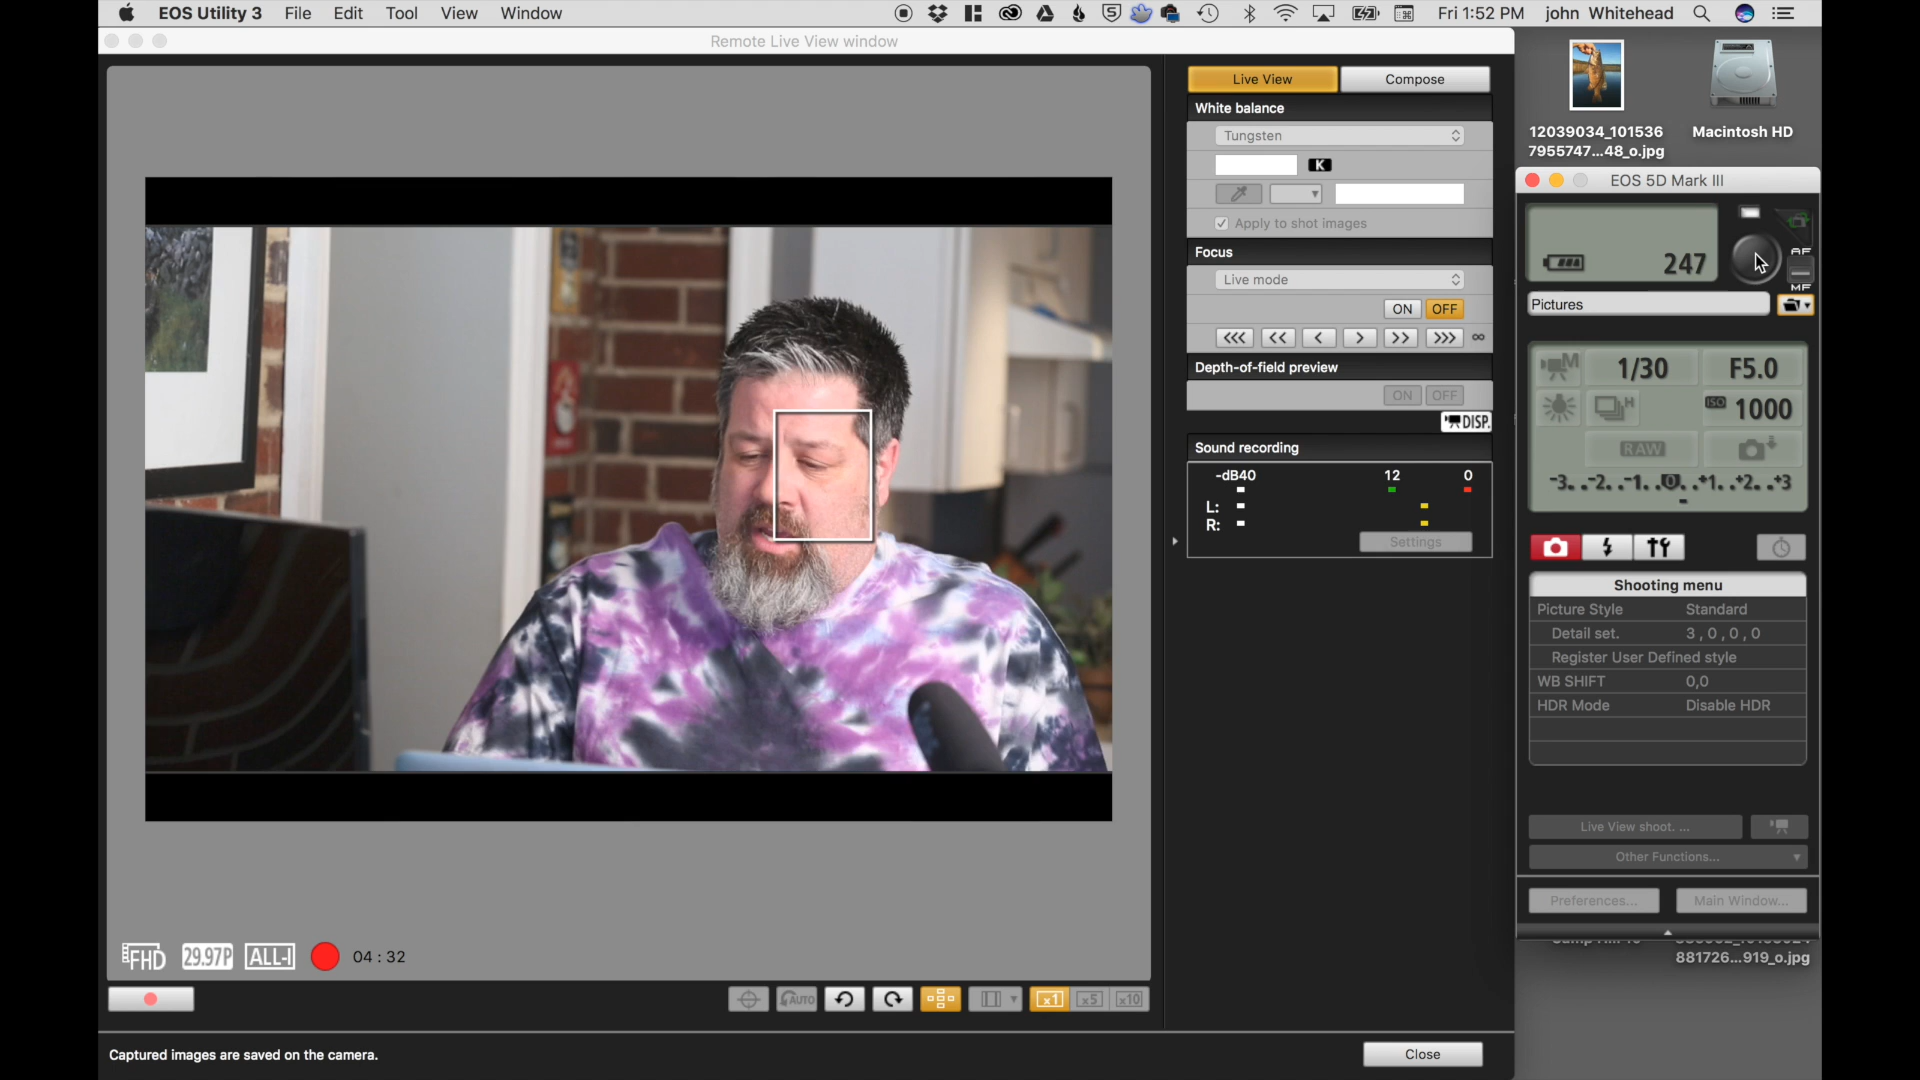 EOS Utility 3 File Edit Tool View Window
Fri 1:52 PM john Whitehead
Remote Live View window
12039034_101536
7955747...48_o.jpg
Macintosh HD
Live View Compose
White balance
Tungsten
K
Apply to shot images
Focus
Live mode
ON OFF
<<< << < > >> >>> ∞
Depth-of-field preview
ON OFF
DISP.
Sound recording
-dB40 12 0
L:
R:
Settings
EOS 5D Mark III
247
AF
MF
Pictures
M 1/30 F5.0
H ISO 1000
RAW
-3..-2..-1..0..+1..+2..+3
Shooting menu
Picture Style Standard
Detail set. 3,0,0,0
Register User Defined style
WB SHIFT 0,0
HDR Mode Disable HDR
Live View shoot. ...
Other Functions...
Preferences... Main Window...
881726...919_o.jpg
FHD 29.97P ALL-I 04 : 32
AUTO x1 x5 x10
Captured images are saved on the camera.
Close